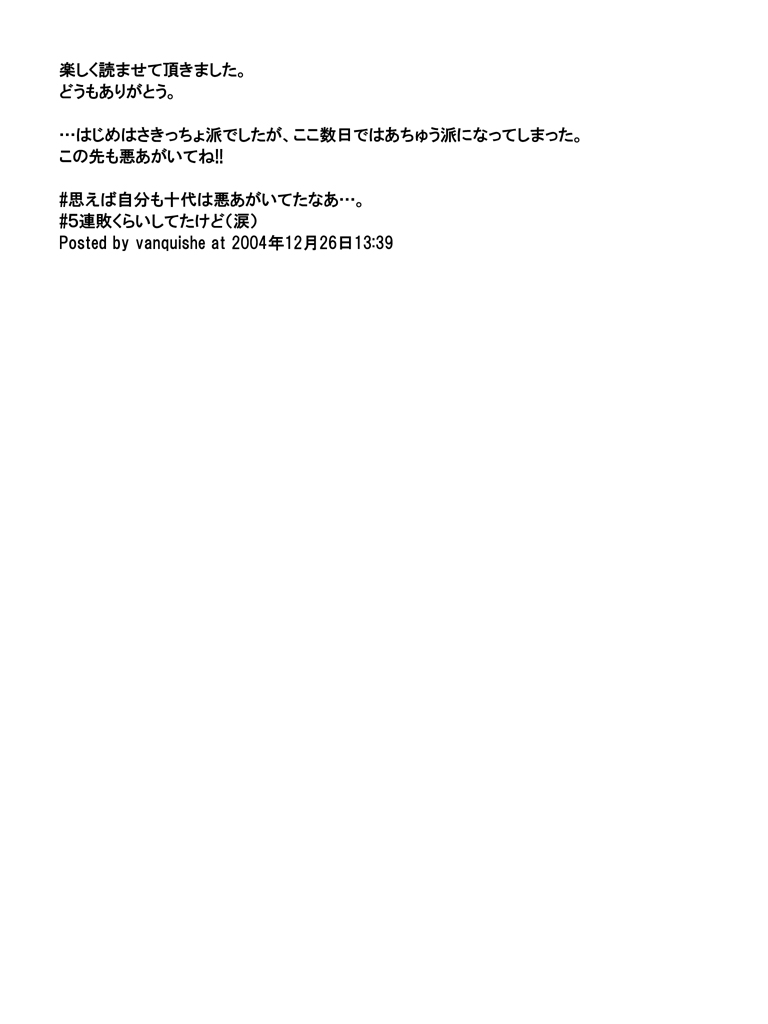 楽しく読ませて頂きました。
どうもありがとう。
…はじめはさきっちょ派でしたが、ここ数日ではあちゅう派になってしまった。
この先も悪あがいてね!!
#思えば自分も十代は悪あがいてたなあ…。
#5連敗くらいしてたけど（涙）
Posted by vanquishe at 2004年12月26日13:39